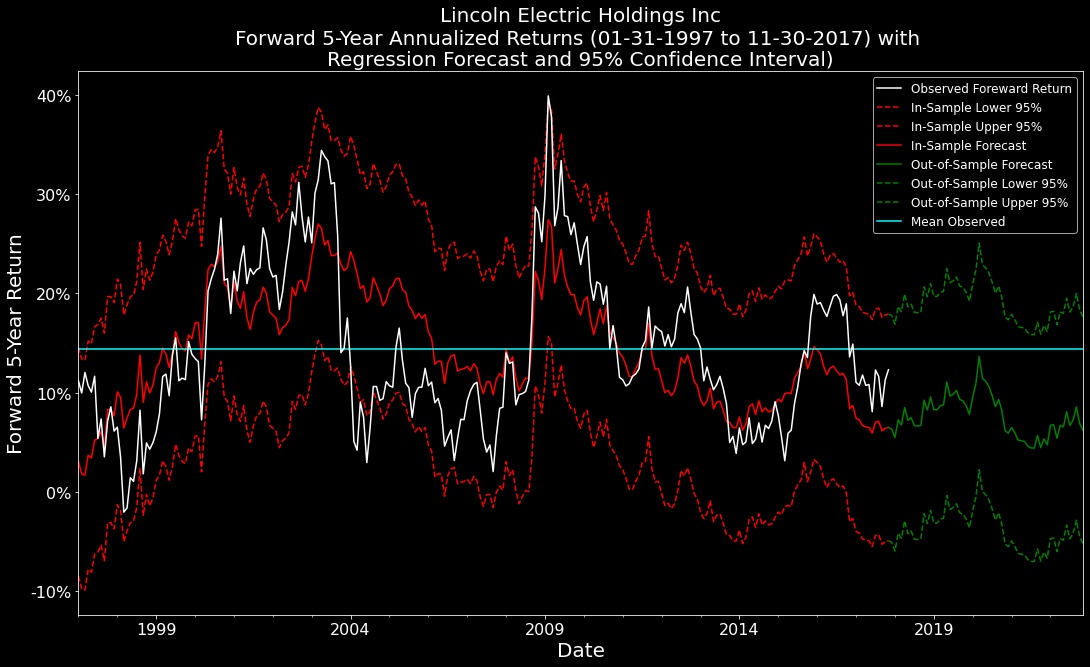 Lincoln Electric Holdings Inc
Forward 5-Year Annualized Returns (01-31-1997 to 11-30-2017) with
Regression Forecast and 95% Confidence Interval)
Observed Foreward Return
In-Sample Lower 95%
In-Sample Upper 95%
In-Sample Forecast
Out-of-Sample Forecast
Out-of-Sample Lower 95%
Out-of-Sample Upper 95%
Mean Observed
Forward 5-Year Return
40%
30%
20%
10%
0%
-10%
1999
2004
2009
2014
2019
Date